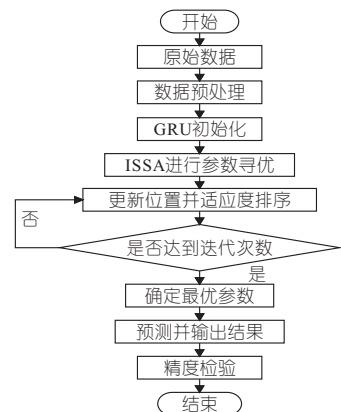 开始
原始数据
数据预处理
GRU初始化
ISSA进行参数寻优
更新位置并适应度排序
否
是否达到迭代次数
是
确定最优参数
预测并输出结果
精度检验
结束